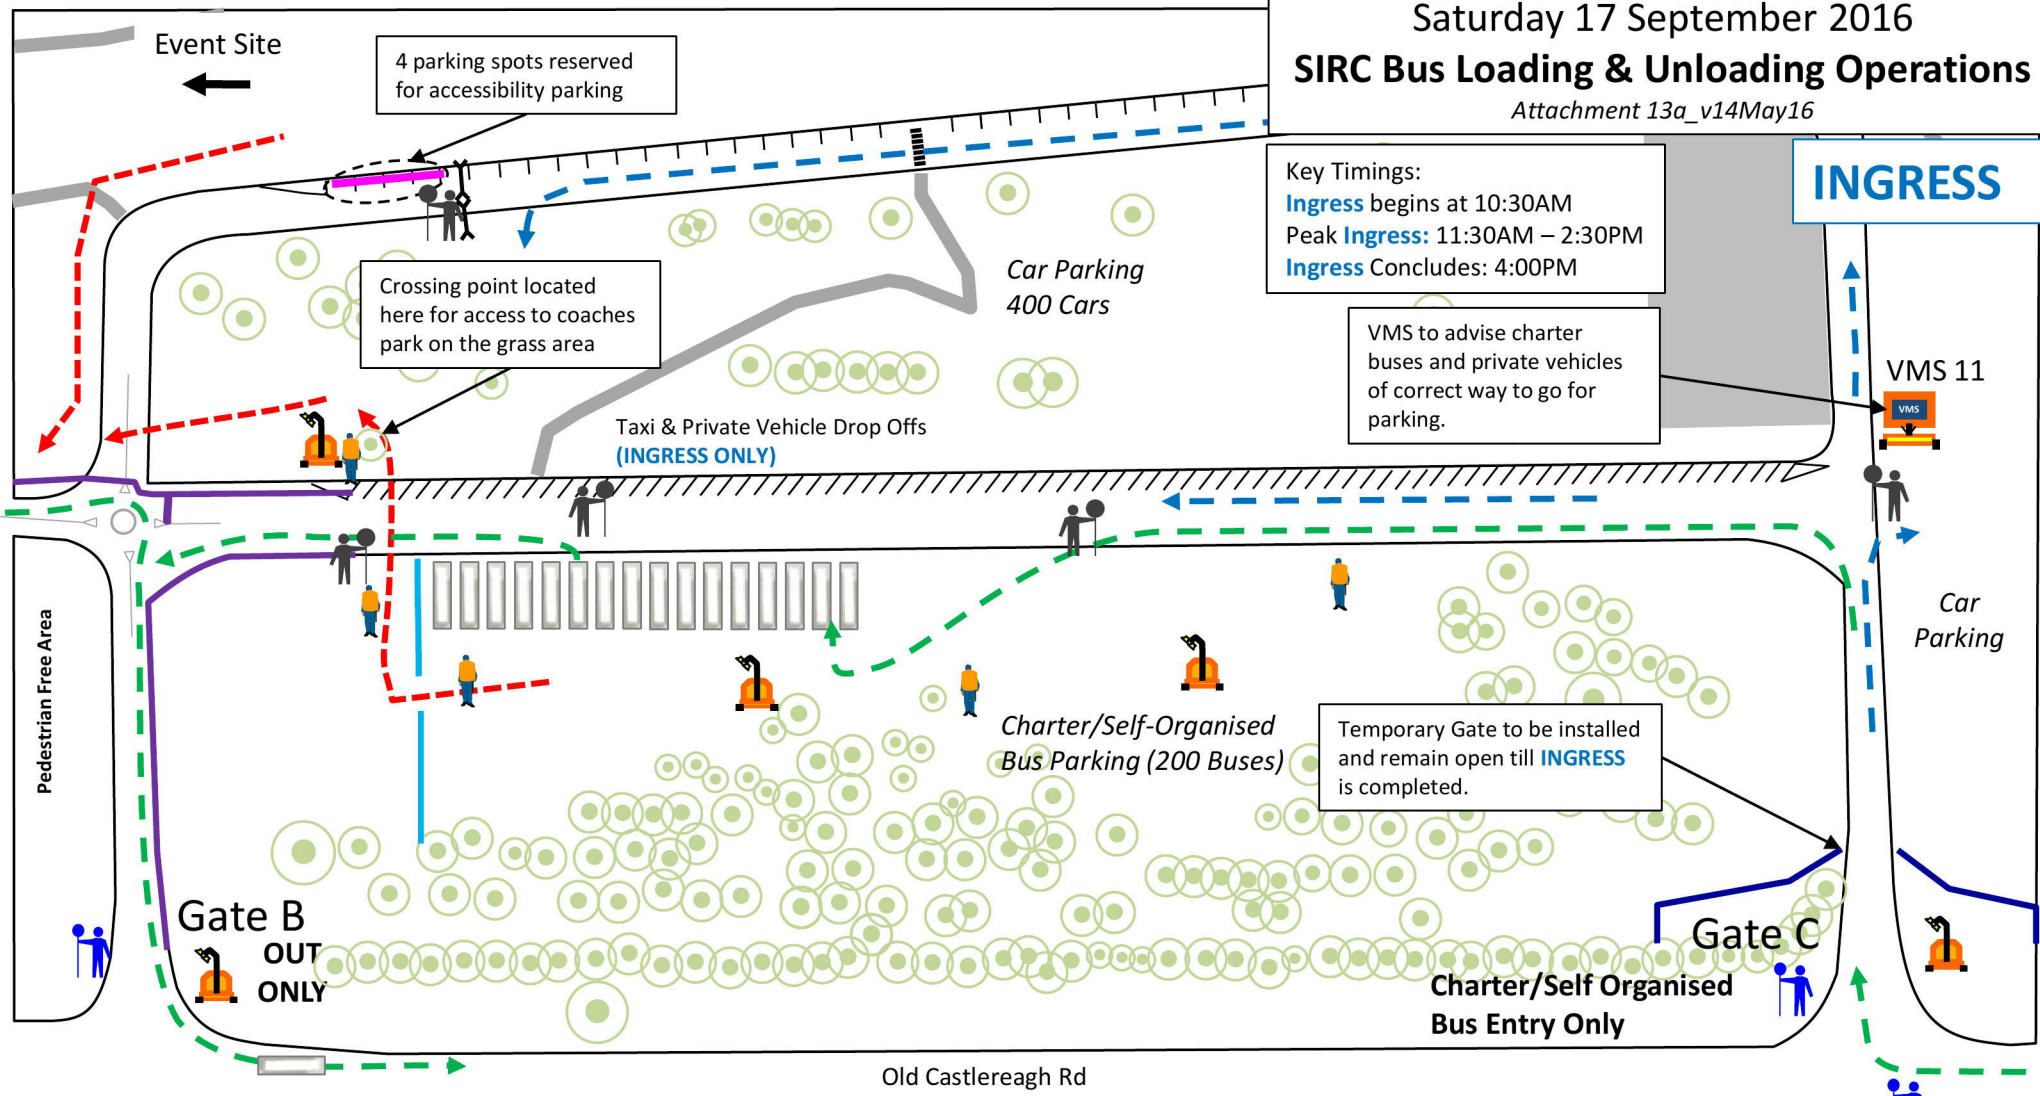 Saturday 17 September 2016
SIRC Bus Loading & Unloading Operations
Attachment 13a_v14May16
Event Site
4 parking spots reserved
for accessibility parking
INGRESS
Key Timings:
Ingress begins at 10:30AM
Peak Ingress: 11:30AM – 2:30PM
Ingress Concludes: 4:00PM
Car Parking
400 Cars
Crossing point located
here for access to coaches
park on the grass area
VMS to advise charter
buses and private vehicles
of correct way to go for
parking.
VMS 11
VMS
Taxi & Private Vehicle Drop Offs
(INGRESS ONLY)
Car
Parking
Pedestrian Free Area
Charter/Self-Organised
Bus Parking (200 Buses)
Temporary Gate to be installed
and remain open till INGRESS
is completed.
Gate B
OUT
ONLY
Gate C
Charter/Self Organised
Bus Entry Only
Old Castlereagh Rd